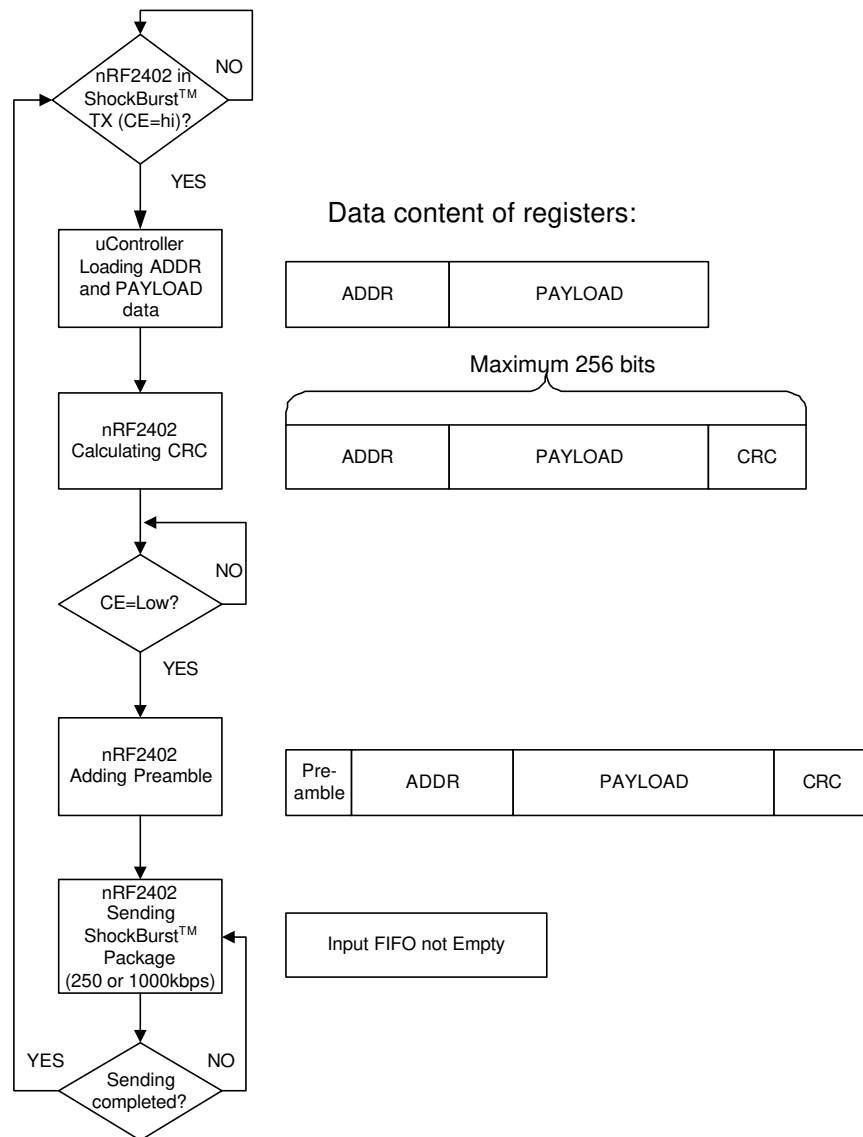 nRF2402 in
ShockBurst™
TX (CE=hi)?
NO
YES
uController
Loading ADDR
and PAYLOAD
data
Data content of registers:
ADDR
PAYLOAD
nRF2402
Calculating CRC
Maximum 256 bits
ADDR
PAYLOAD
CRC
CE=Low?
NO
YES
nRF2402
Adding Preamble
Pre-
amble
ADDR
PAYLOAD
CRC
nRF2402
Sending
ShockBurst™
Package
(250 or 1000kbps)
Input FIFO not Empty
YES
NO
Sending
completed?